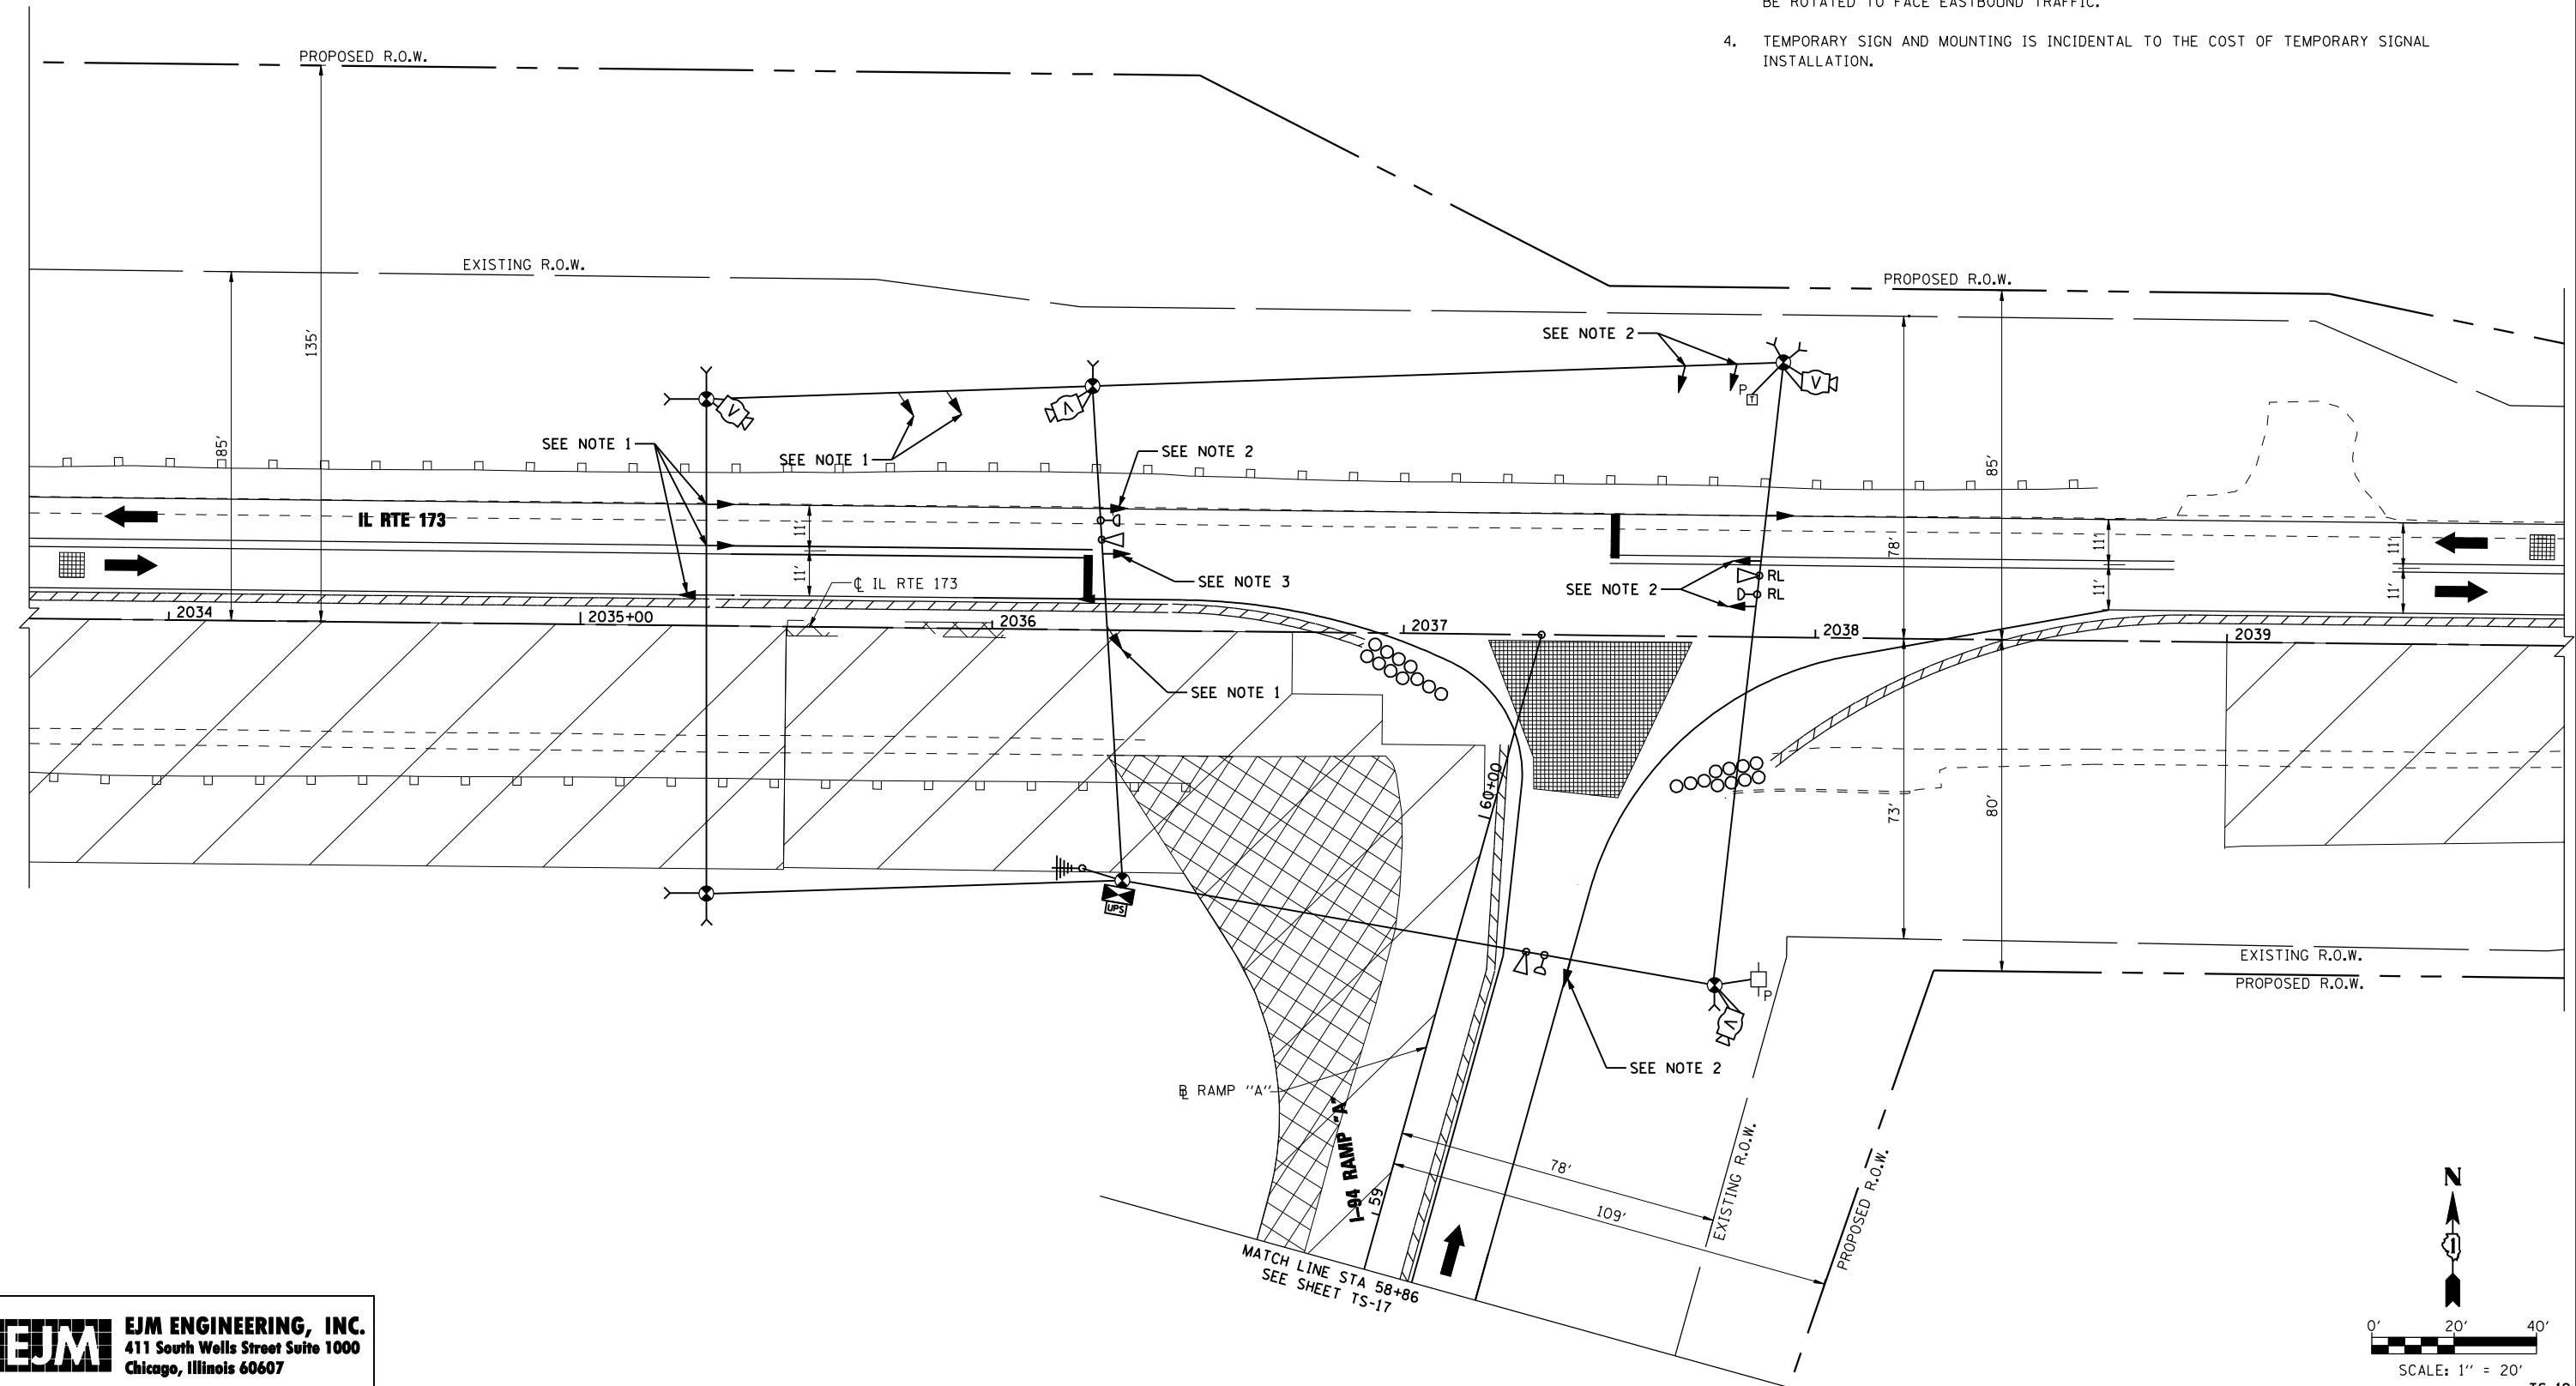 BE ROTATED TO FACE EASTBOUND TRAFFIC.
4. TEMPORARY SIGN AND MOUNTING IS INCIDENTAL TO THE COST OF TEMPORARY SIGNAL
INSTALLATION.
PROPOSED R.O.W.
EXISTING R.O.W.
PROPOSED R.O.W.
135'
85'
SEE NOTE 2
V
V
V
P
T
SEE NOTE 1
SEE NOTE 1
SEE NOTE 2
85'
78'
IL RTE 173
11'
11'
11'
11'
11'
11'
℄ IL RTE 173
SEE NOTE 3
SEE NOTE 2
RL
RL
2034
2035+00
2036
2037
2038
2039
SEE NOTE 1
60+00
73'
80'
UPS
EXISTING R.O.W.
PROPOSED R.O.W.
P
V
SEE NOTE 2
BL RAMP "A"
I-94 RAMP "A"
59
78'
109'
EXISTING R.O.W.
PROPOSED R.O.W.
MATCH LINE STA 58+86
SEE SHEET TS-17
N
1
0' 20' 40'
SCALE: 1" = 20'
EJM
EJM ENGINEERING, INC.
411 South Wells Street Suite 1000
Chicago, Illinois 60607